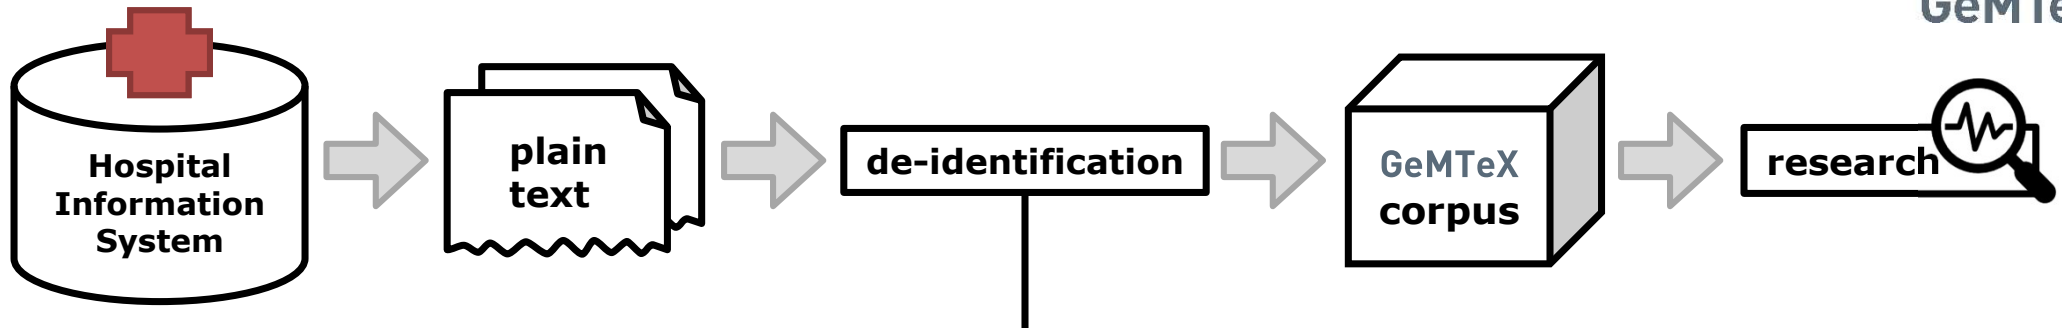 Hospital
Information
System
plain
text
de-identification
GeMTeX
corpus
research